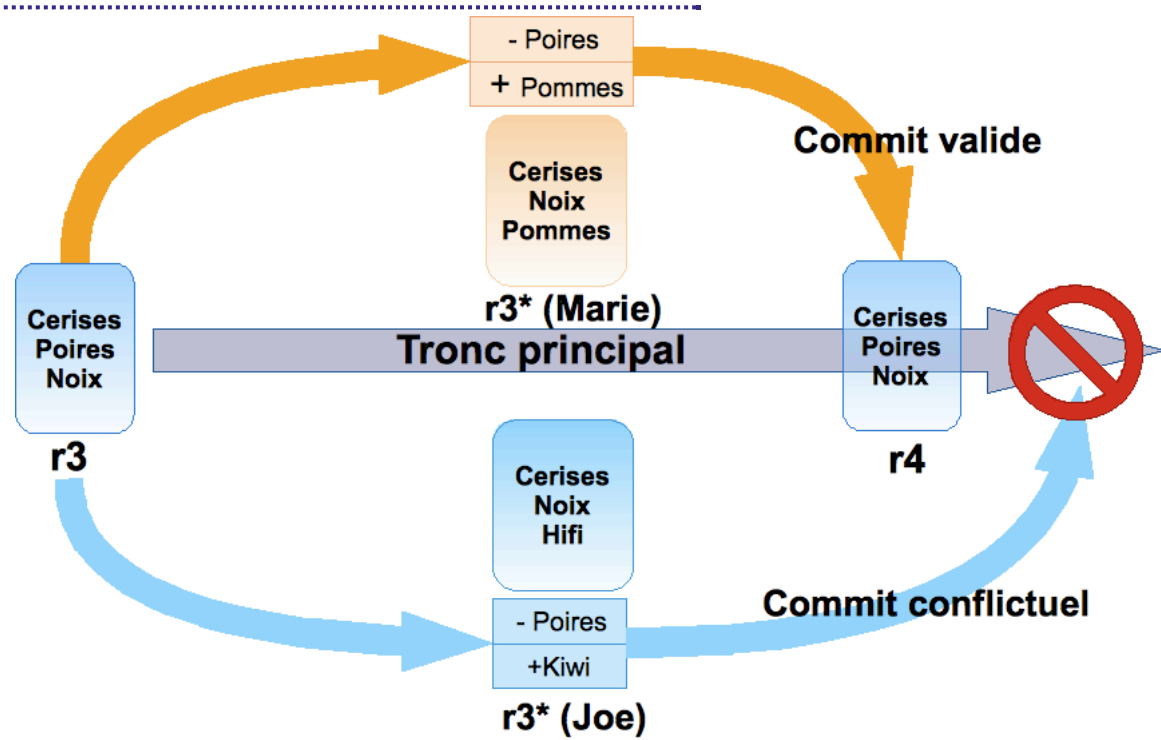 - Poires
+ Pommes
Commit valide
Cerises
Noix
Pommes
r3* (Marie)
Cerises
Poires
Noix
r3
Tronc principal
Cerises
Poires
Noix
r4
Cerises
Noix
Hifi
Commit conflictuel
- Poires
+Kiwi
r3* (Joe)